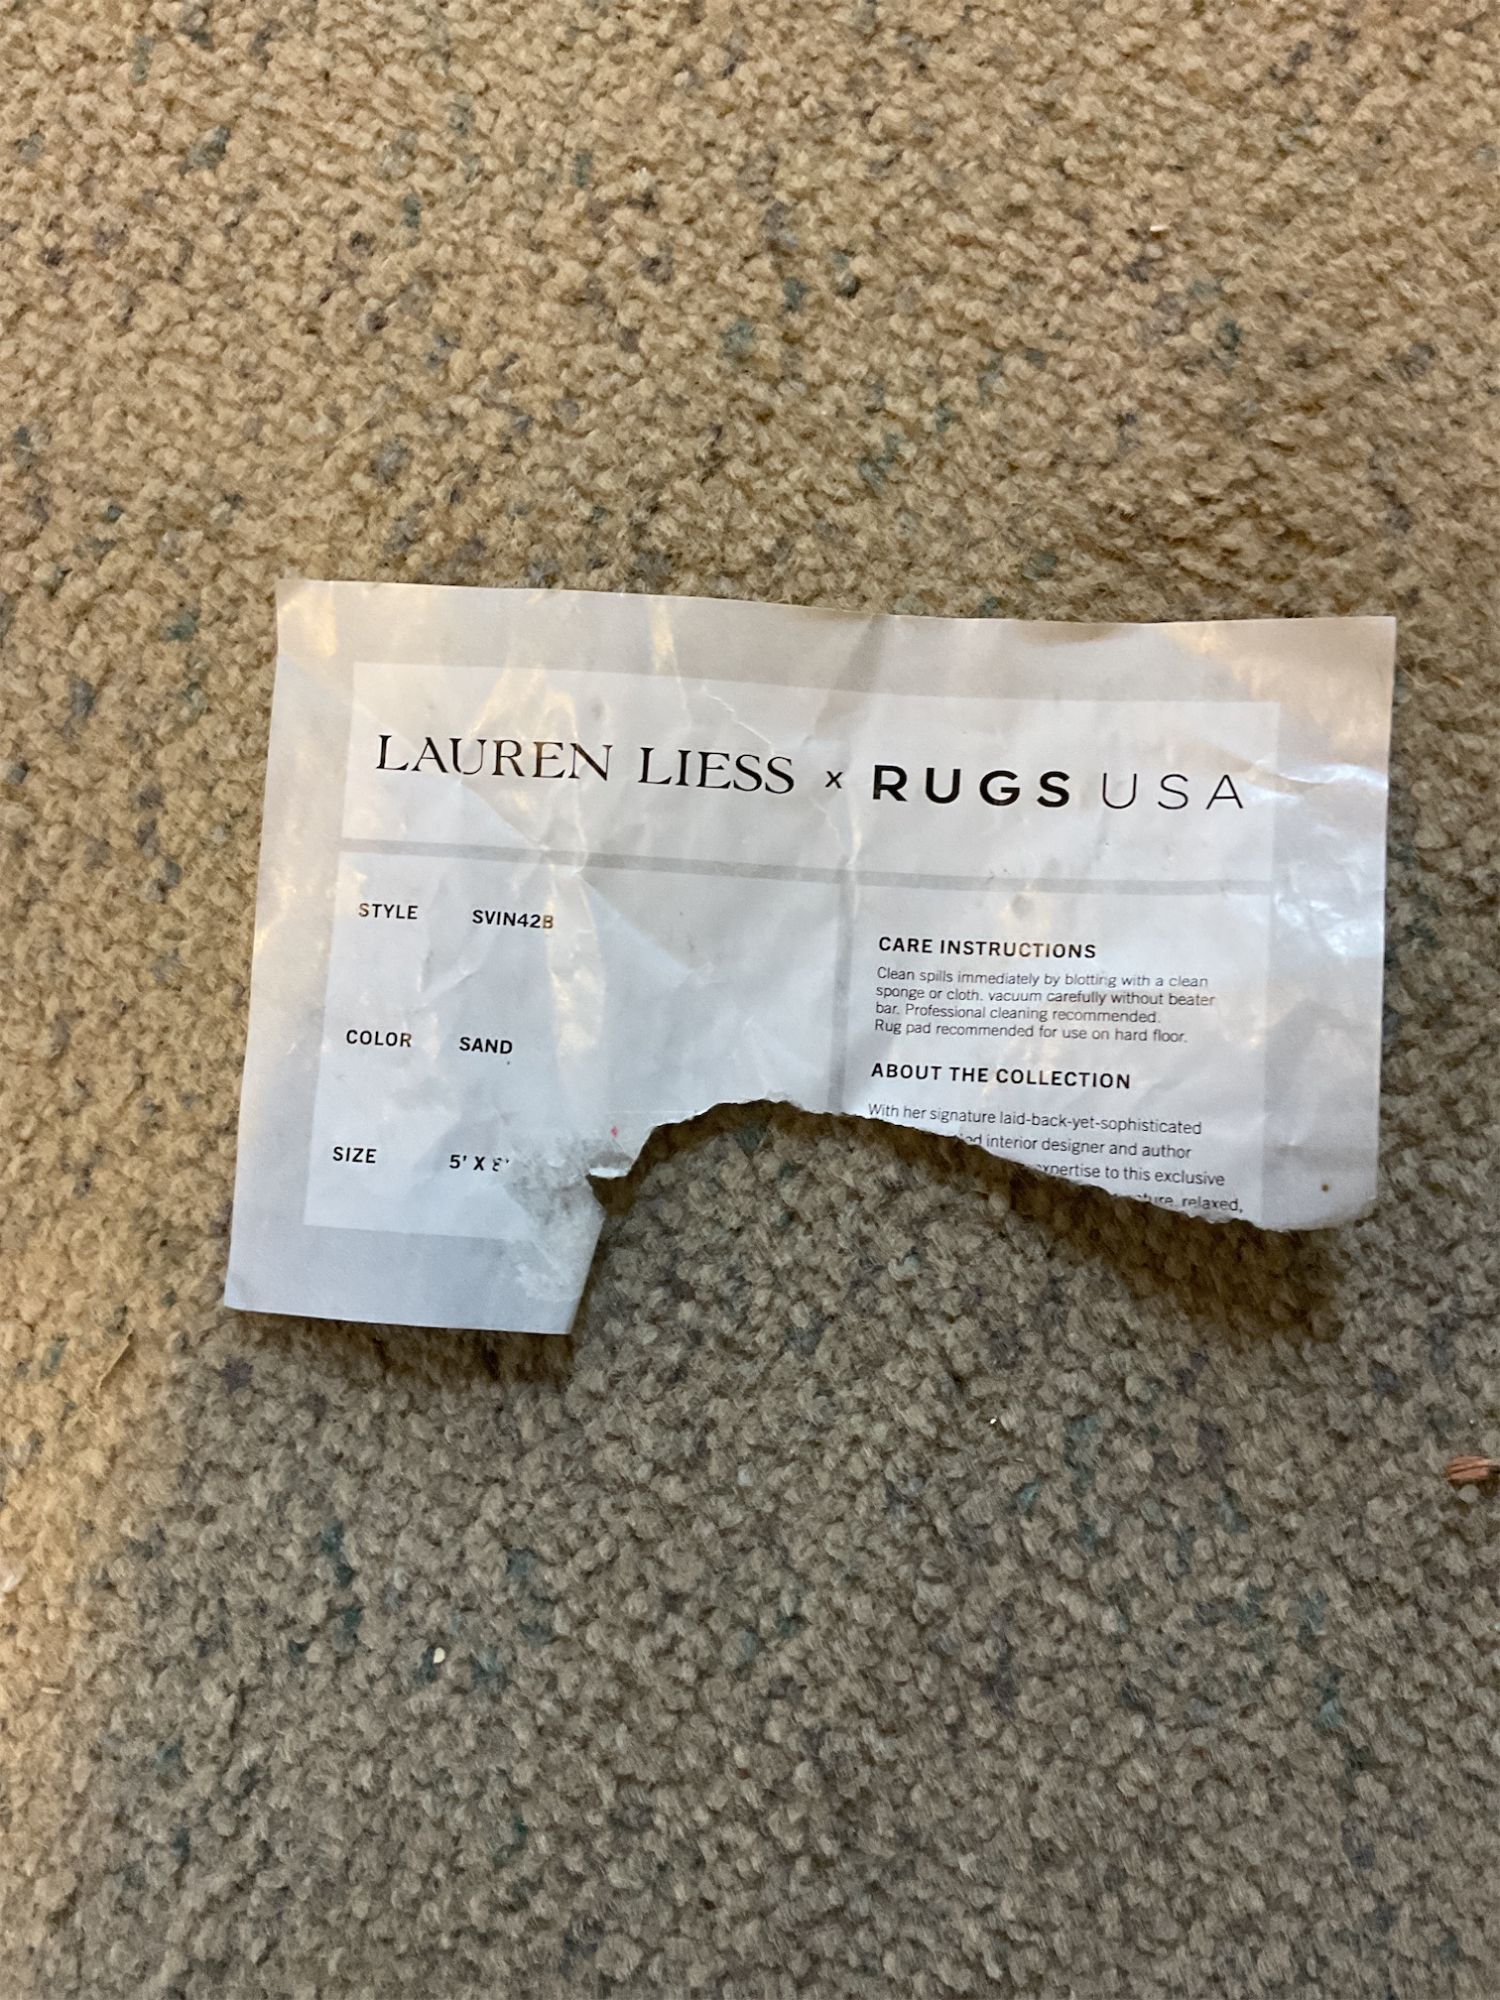 LAUREN LIESS x RUGS USA
STYLE SVIN42B
COLOR SAND
SIZE 5' X 8'
CARE INSTRUCTIONS
Clean spills immediately by blotting with a clean
sponge or cloth. vacuum carefully without beater
bar. Professional cleaning recommended.
Rug pad recommended for use on hard floor.
ABOUT THE COLLECTION
With her signature laid-back-yet-sophisticated
interior designer and author
expertise to this exclusive
relaxed,